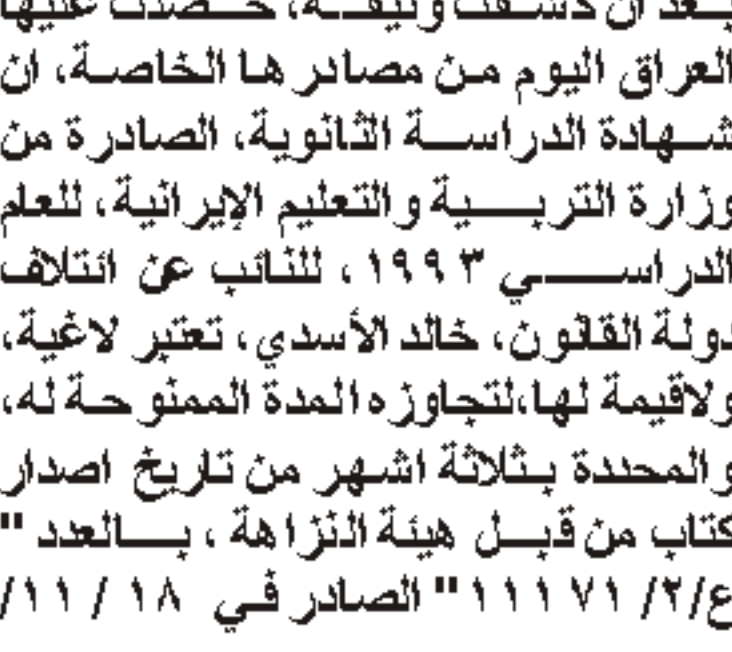 بعد ان كشفت وثيقة، حصلت عليها
العراق اليوم من مصادرها الخاصة، ان
شهادة الدراسة الثانوية، الصادرة من
وزارة التربية والتعليم الإيرانية، للعام
الدراسي ١٩٩٣ ، للنائب عن ائتلاف
دولة القانون، خالد الأسدي، تعتبر لاغية،
ولاقيمة لها،لتجاوزه المدة الممنوحة له،
والمحددة بثلاثة اشهر من تاريخ اصدار
كتاب من قبل هيئة النزاهة ، بالعدد "
ع/٢/ ١١١٧١ " الصادر في ١٨ / ١١/